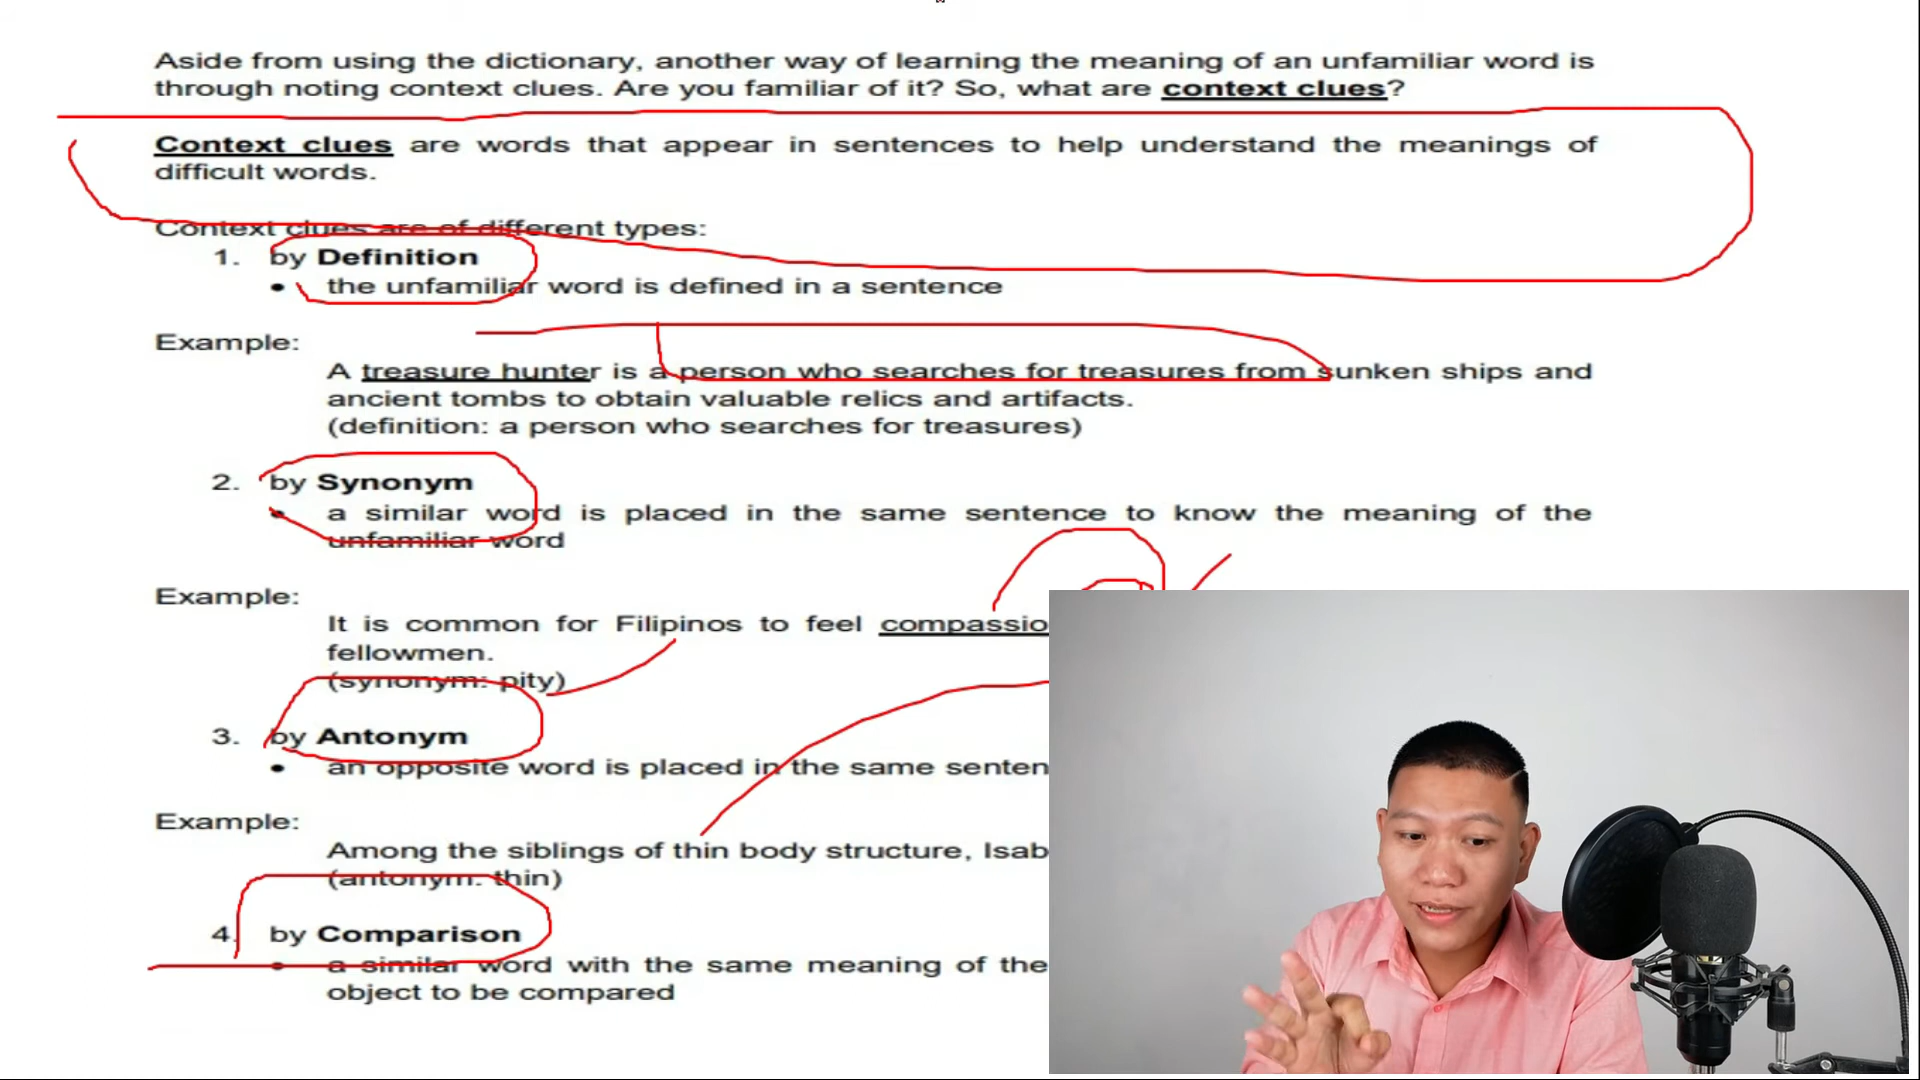 Aside from using the dictionary, another way of learning the meaning of an unfamiliar word is
through noting context clues. Are you familiar of it? So, what are context clues?
Context clues are words that appear in sentences to help understand the meanings of
difficult words.
Context clues are of different types:
1. by Definition
• the unfamiliar word is defined in a sentence
Example:
A treasure hunter is a person who searches for treasures from sunken ships and
ancient tombs to obtain valuable relics and artifacts.
(definition: a person who searches for treasures)
2. by Synonym
• a similar word is placed in the same sentence to know the meaning of the
unfamiliar word
Example:
It is common for Filipinos to feel compassio
fellowmen.
(synonym: pity)
3. by Antonym
• an opposite word is placed in the same senten
Example:
Among the siblings of thin body structure, Isab
(antonym: thin)
4. by Comparison
• a similar word with the same meaning of the
object to be compared